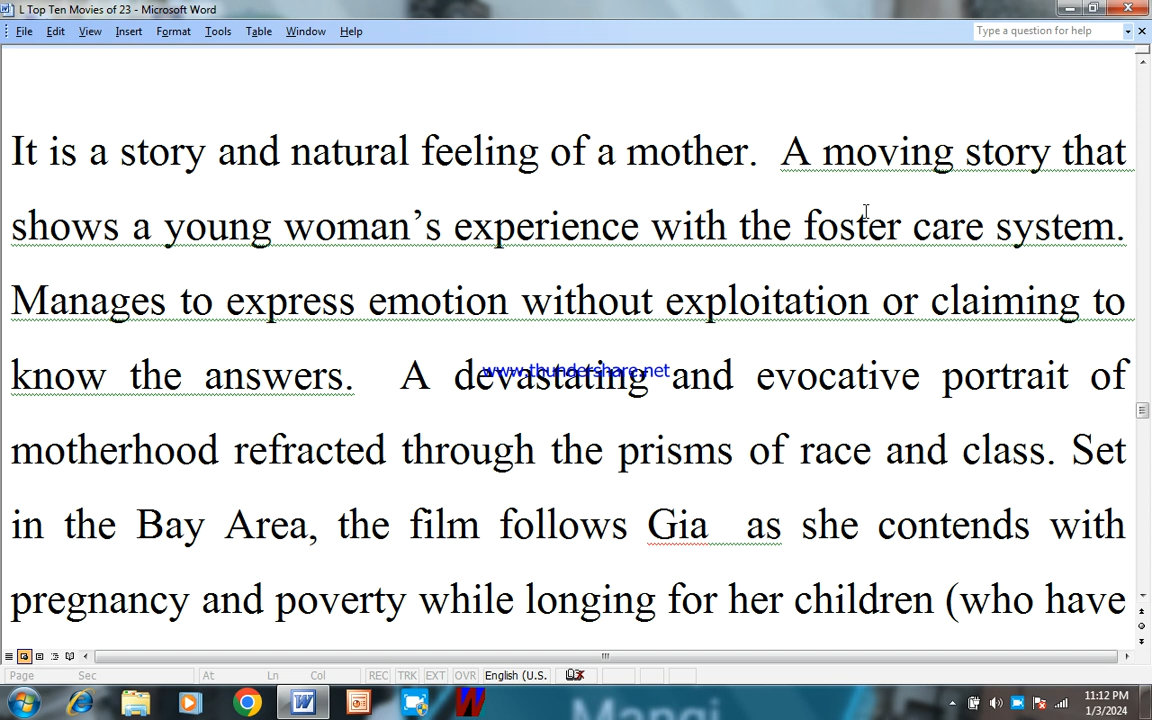 L Top Ten Movies of 23 - Microsoft Word
File Edit View Insert Format Tools Table Window Help Type a question for help
It is a story and natural feeling of a mother. A moving story that
shows a young woman’s experience with the foster care system.
Manages to express emotion without exploitation or claiming to
know the answers. A devastating and evocative portrait of
www.thundershare.net
motherhood refracted through the prisms of race and class. Set
in the Bay Area, the film follows Gia as she contends with
pregnancy and poverty while longing for her children (who have
Page Sec At Ln Col REC TRK EXT OVR English (U.S.
11:12 PM
1/3/2024